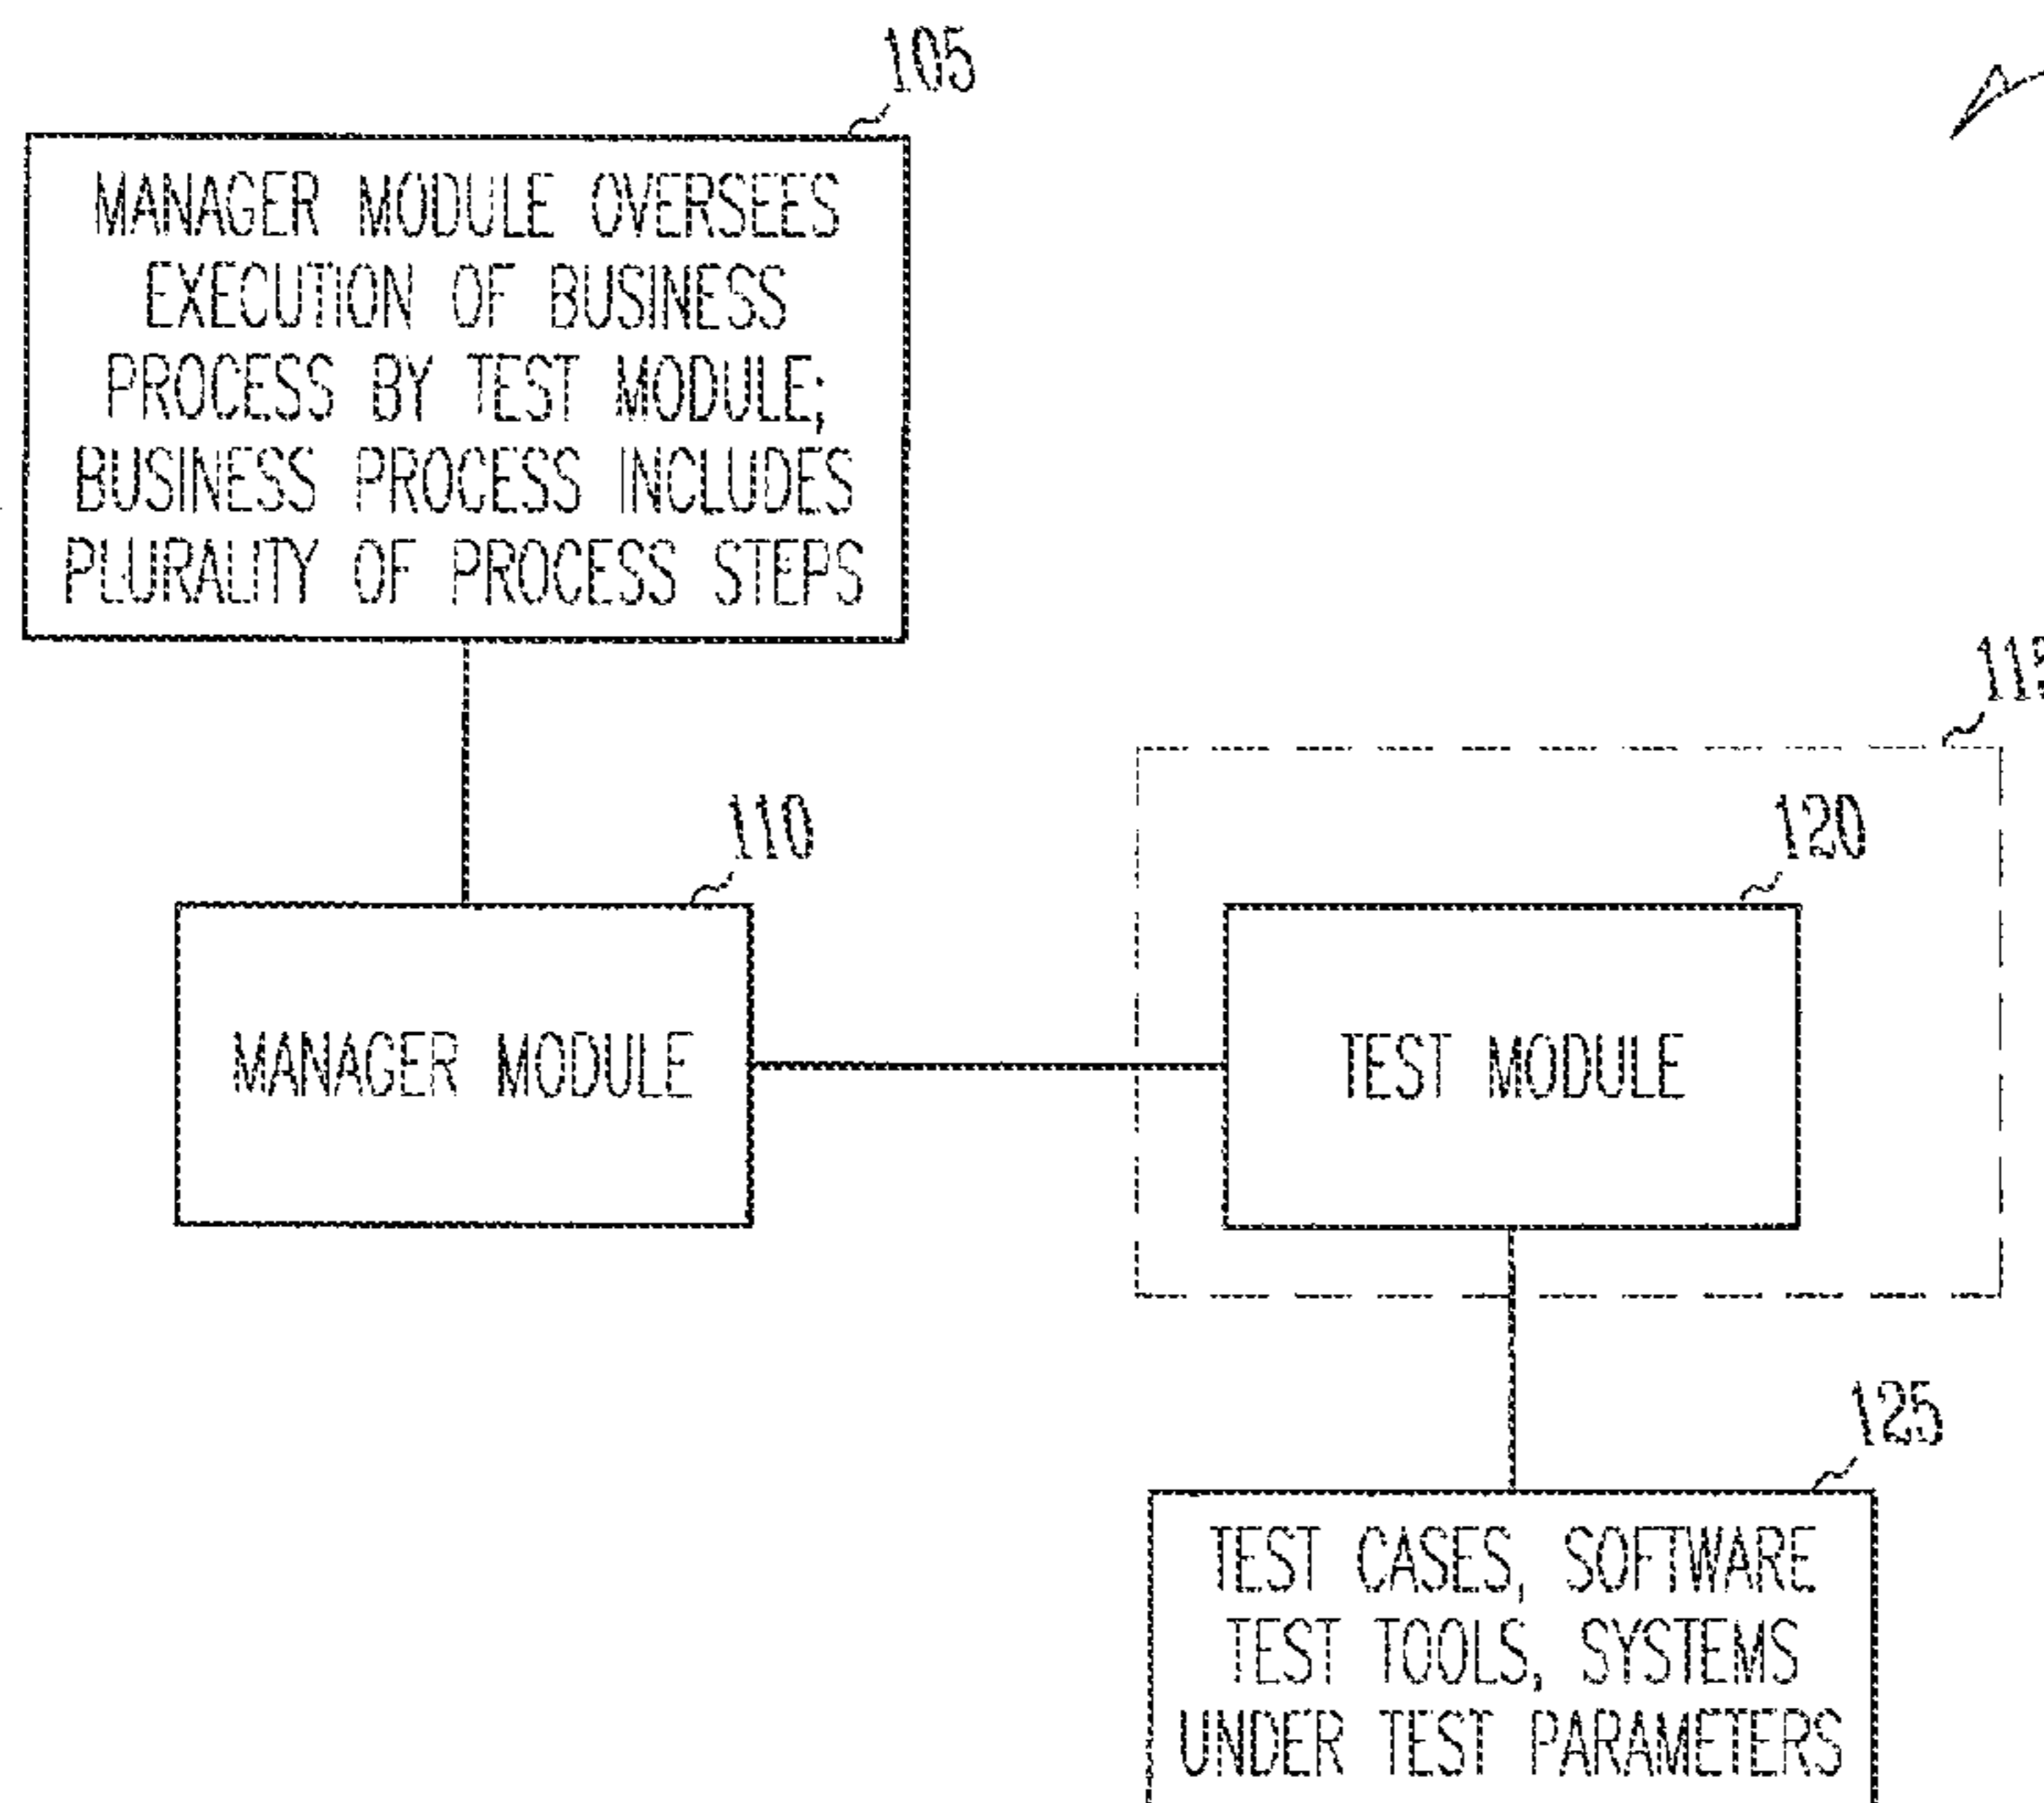 105
MANAGER MODULE OVERSEES
EXECUTION OF BUSINESS
PROCESS BY TEST MODULE;
BUSINESS PROCESS INCLUDES
PLURALITY OF PROCESS STEPS
115
110
120
MANAGER MODULE
TEST MODULE
125
TEST CASES, SOFTWARE
TEST TOOLS, SYSTEMS
UNDER TEST PARAMETERS